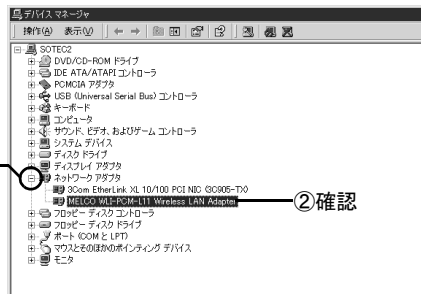 デバイス マネージャ
操作(A) 表示(V)
SOTEC2
DVD/CD-ROM ドライブ
IDE ATA/ATAPI コントローラ
PCMCIA アダプタ
USB (Universal Serial Bus) コントローラ
キーボード
コンピュータ
サウンド、ビデオ、およびゲーム コントローラ
システム デバイス
ディスク ドライブ
ディスプレイ アダプタ
ネットワーク アダプタ
3Com EtherLink XL 10/100 PCI NIC (3C905-TX)
MELCO WLI-PCM-L11 Wireless LAN Adapter
②確認
フロッピー ディスク コントローラ
フロッピー ディスク ドライブ
ポート (COM と LPT)
マウスとそのほかのポインティング デバイス
モニタ